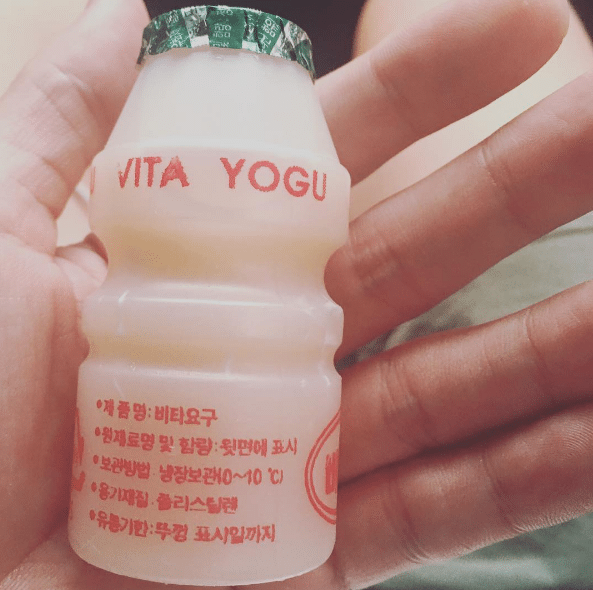 VITA YOGU
•제 품 명:비티요구
•원재료명 및 함량:윗면에 표시
•보관방법:냉장보관(0~10℃)
•용기재질:폴리스틸렌
•유통기한:뚜껑 표시일까지